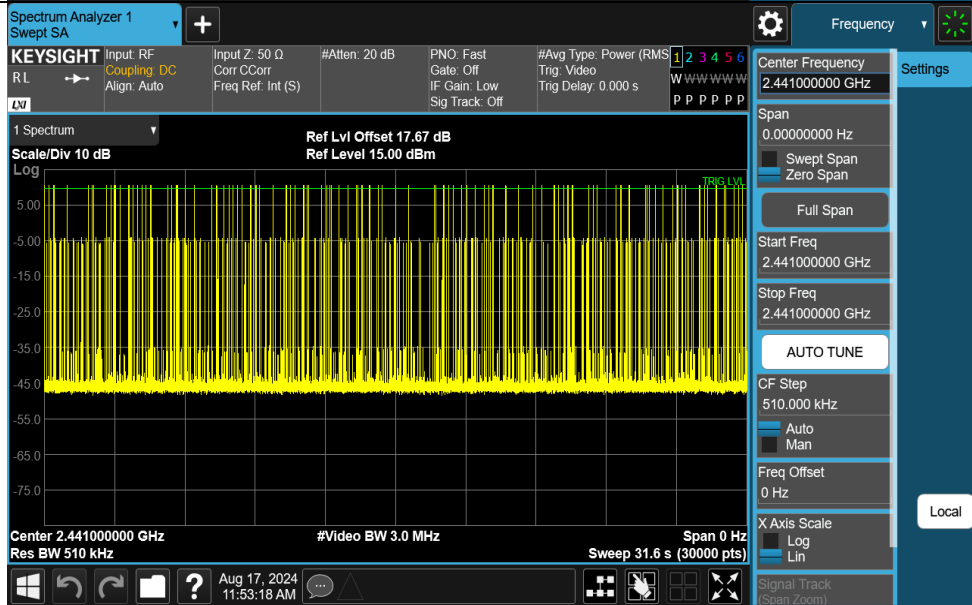 Spectrum Analyzer 1
Swept SA
Frequency
KEYSIGHT
R L
LXI
Input: RF
Coupling: DC
Align: Auto
Input Z: 50 Ω
Corr CCorr
Freq Ref: Int (S)
#Atten: 20 dB
PNO: Fast
Gate: Off
IF Gain: Low
Sig Track: Off
#Avg Type: Power (RMS
Trig: Video
Trig Delay: 0.000 s
1 2 3 4 5 6
W W W W W W
P P P P P P
1 Spectrum
Scale/Div 10 dB
Log
Ref Lvl Offset 17.67 dB
Ref Level 15.00 dBm
TRIG LVL
5.00
-5.00
-15.0
-25.0
-35.0
-45.0
-55.0
-65.0
-75.0
Center 2.441000000 GHz
Res BW 510 kHz
#Video BW 3.0 MHz
Span 0 Hz
Sweep 31.6 s (30000 pts)
Aug 17, 2024
11:53:18 AM
Center Frequency
2.441000000 GHz
Span
0.00000000 Hz
Swept Span
Zero Span
Full Span
Start Freq
2.441000000 GHz
Stop Freq
2.441000000 GHz
AUTO TUNE
CF Step
510.000 kHz
Auto
Man
Freq Offset
0 Hz
X Axis Scale
Log
Lin
Signal Track
(Span Zoom)
Settings
Local